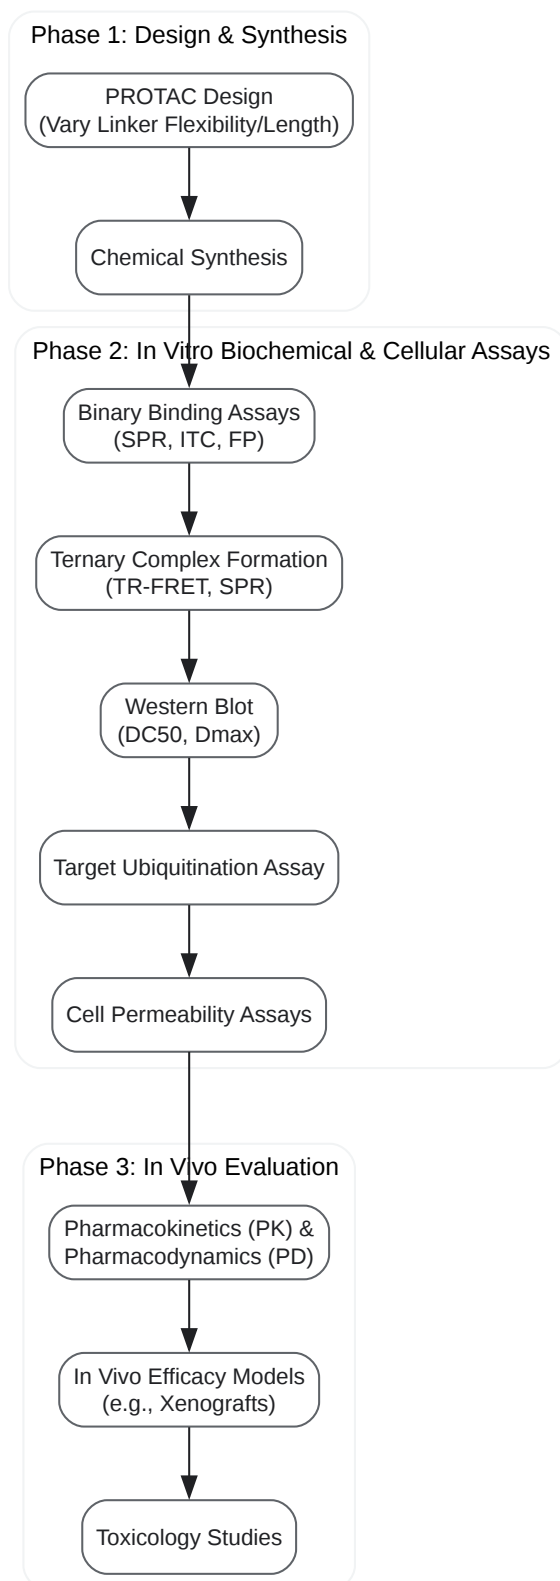 Phase 1: Design & Synthesis
PROTAC Design
(Vary Linker Flexibility/Length)
Chemical Synthesis
Phase 2: In Vitro Biochemical & Cellular Assays
Binary Binding Assays
(SPR, ITC, FP)
Ternary Complex Formation
(TR-FRET, SPR)
Western Blot
(DC50, Dmax)
Target Ubiquitination Assay
Cell Permeability Assays
Phase 3: In Vivo Evaluation
Pharmacokinetics (PK) &
Pharmacodynamics (PD)
In Vivo Efficacy Models
(e.g., Xenografts)
Toxicology Studies